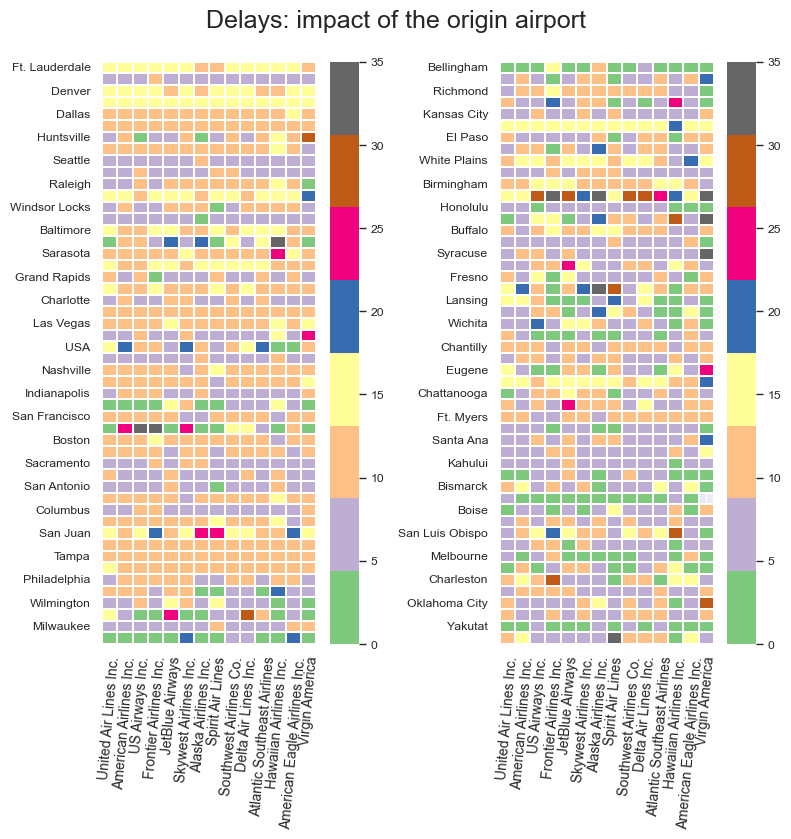 Delays: impact of the origin airport
Ft. Lauderdale
Denver
Dallas
Huntsville
Seattle
Raleigh
Windsor Locks
Baltimore
Sarasota
Grand Rapids
Charlotte
Las Vegas
USA
Nashville
Indianapolis
San Francisco
Boston
Sacramento
San Antonio
Columbus
San Juan
Tampa
Philadelphia
Wilmington
Milwaukee
United Air Lines Inc.
American Airlines Inc.
US Airways Inc.
Frontier Airlines Inc.
JetBlue Airways
Skywest Airlines Inc.
Alaska Airlines Inc.
Spirit Air Lines
Southwest Airlines Co.
Delta Air Lines Inc.
Atlantic Southeast Airlines
Hawaiian Airlines Inc.
American Eagle Airlines Inc.
Virgin America
35
30
25
20
15
10
5
0
Bellingham
Richmond
Kansas City
El Paso
White Plains
Birmingham
Honolulu
Buffalo
Syracuse
Fresno
Lansing
Wichita
Chantilly
Eugene
Chattanooga
Ft. Myers
Santa Ana
Kahului
Bismarck
Boise
San Luis Obispo
Melbourne
Charleston
Oklahoma City
Yakutat
United Air Lines Inc.
American Airlines Inc.
US Airways Inc.
Frontier Airlines Inc.
JetBlue Airways
Skywest Airlines Inc.
Alaska Airlines Inc.
Spirit Air Lines
Southwest Airlines Co.
Delta Air Lines Inc.
Atlantic Southeast Airlines
Hawaiian Airlines Inc.
American Eagle Airlines Inc.
Virgin America
35
30
25
20
15
10
5
0